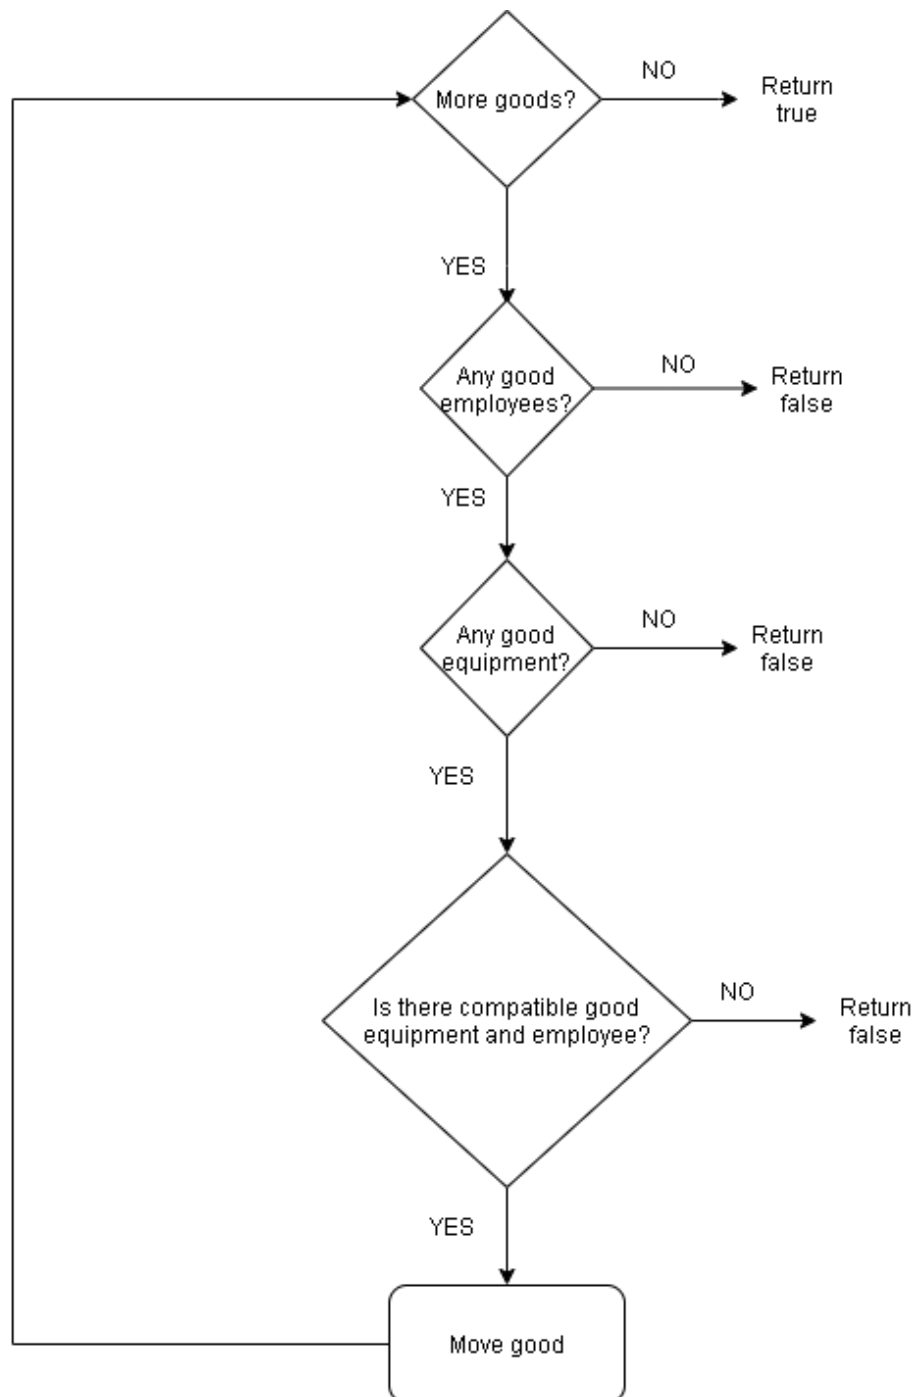 More goods?
NO
Return
true
YES
Any good
employees?
NO
Return
false
YES
Any good
equipment?
NO
Return
false
YES
Is there compatible good
equipment and employee?
NO
Return
false
YES
Move good